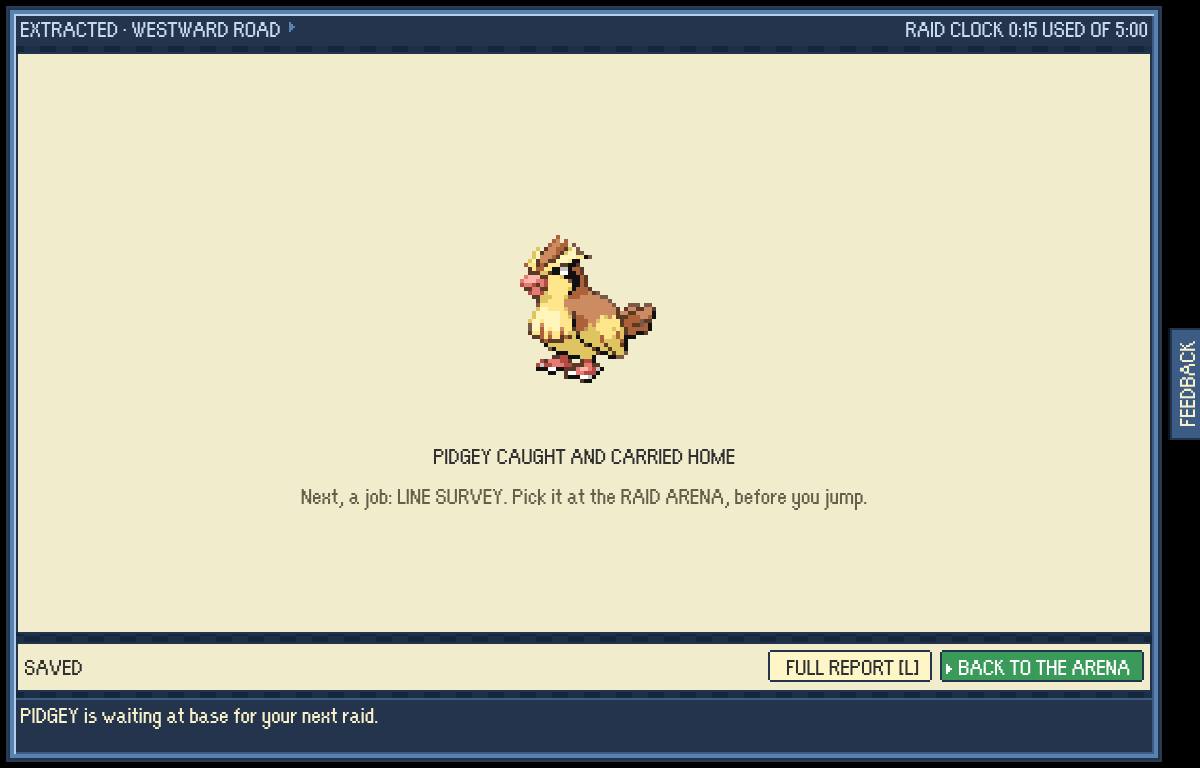 EXTRACTED · WESTWARD ROAD
RAID CLOCK 0:15 USED OF 5:00
FEEDBACK
PIDGEY CAUGHT AND CARRIED HOME
Next, a job: LINE SURVEY. Pick it at the RAID ARENA, before you jump.
SAVED
FULL REPORT [L]
BACK TO THE ARENA
PIDGEY is waiting at base for your next raid.